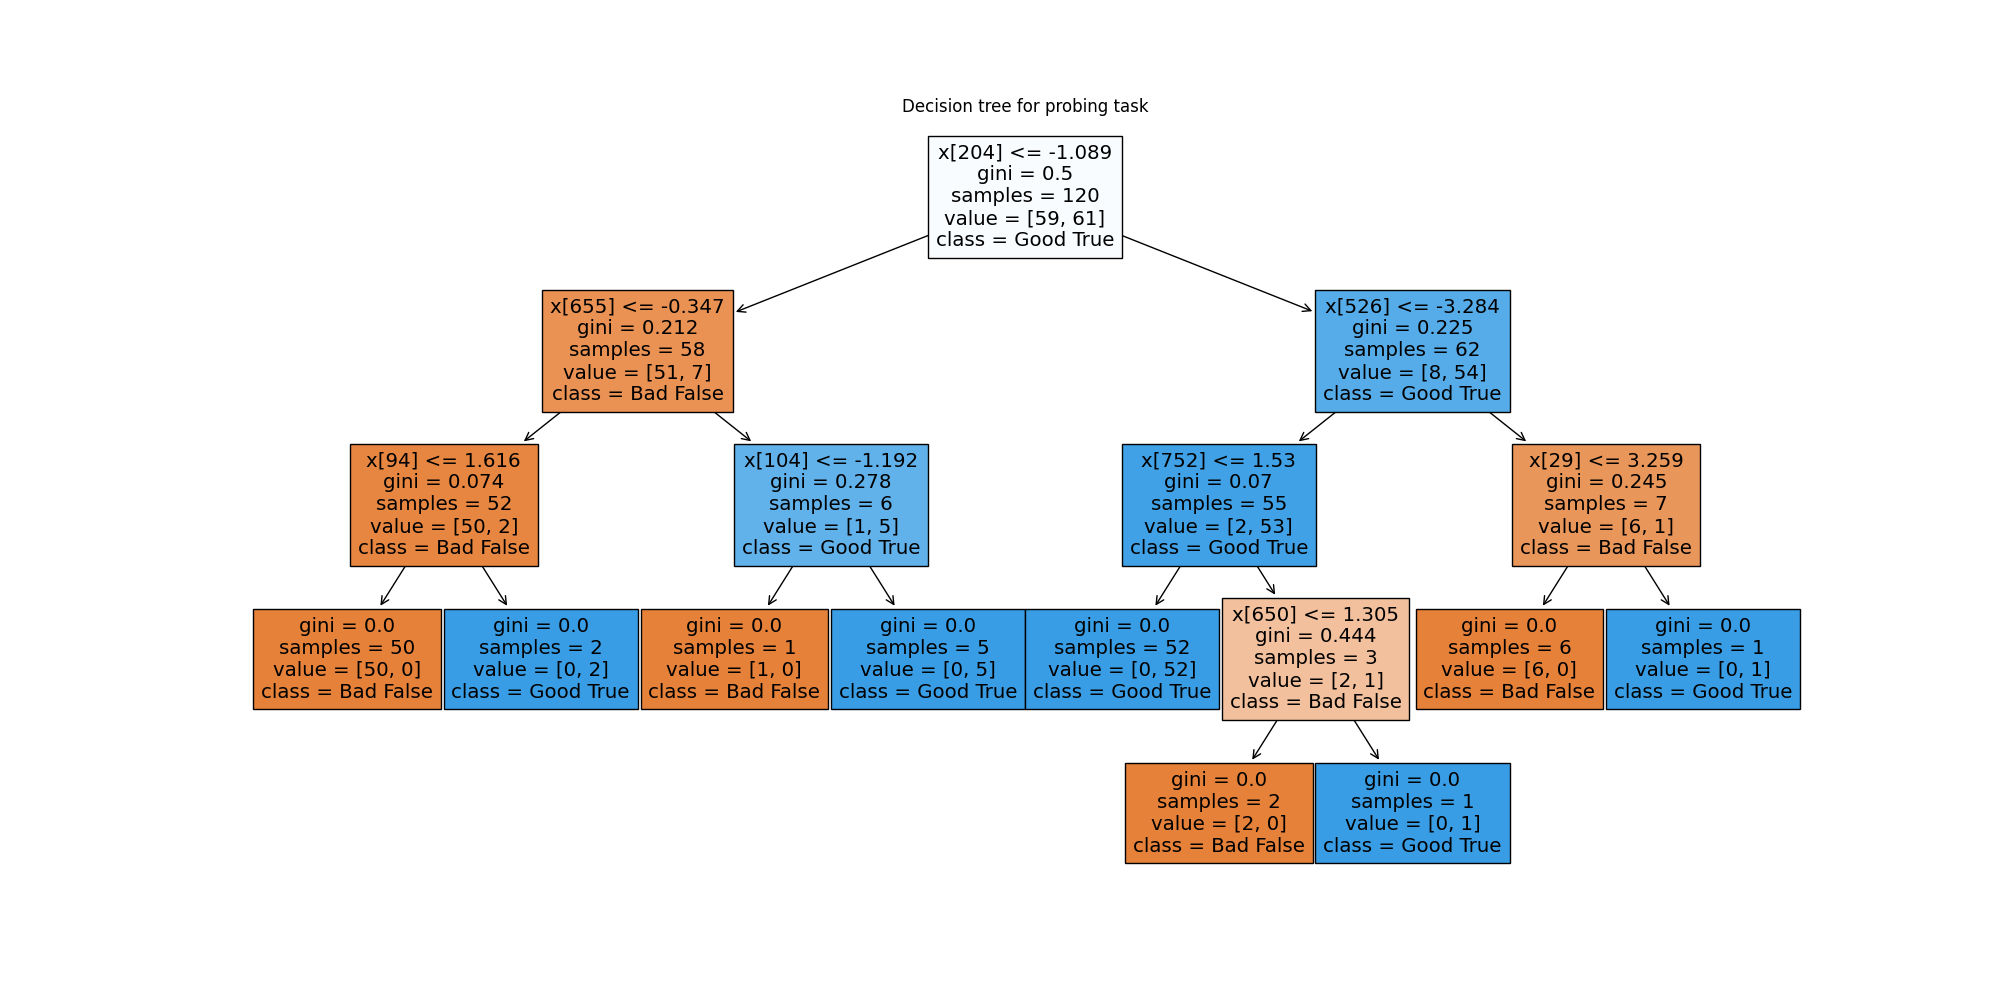 Decision tree for probing task
x[204] <= -1.089
gini = 0.5
samples = 120
value = [59, 61]
class = Good True
x[655] <= -0.347
gini = 0.212
samples = 58
value = [51, 7]
class = Bad False
x[526] <= -3.284
gini = 0.225
samples = 62
value = [8, 54]
class = Good True
x[94] <= 1.616
gini = 0.074
samples = 52
value = [50, 2]
class = Bad False
x[104] <= -1.192
gini = 0.278
samples = 6
value = [1, 5]
class = Good True
x[752] <= 1.53
gini = 0.07
samples = 55
value = [2, 53]
class = Good True
x[29] <= 3.259
gini = 0.245
samples = 7
value = [6, 1]
class = Bad False
gini = 0.0
samples = 50
value = [50, 0]
class = Bad False
gini = 0.0
samples = 2
value = [0, 2]
class = Good True
gini = 0.0
samples = 1
value = [1, 0]
class = Bad False
gini = 0.0
samples = 5
value = [0, 5]
class = Good True
gini = 0.0
samples = 52
value = [0, 52]
class = Good True
x[650] <= 1.305
gini = 0.444
samples = 3
value = [2, 1]
class = Bad False
gini = 0.0
samples = 6
value = [6, 0]
class = Bad False
gini = 0.0
samples = 1
value = [0, 1]
class = Good True
gini = 0.0
samples = 2
value = [2, 0]
class = Bad False
gini = 0.0
samples = 1
value = [0, 1]
class = Good True